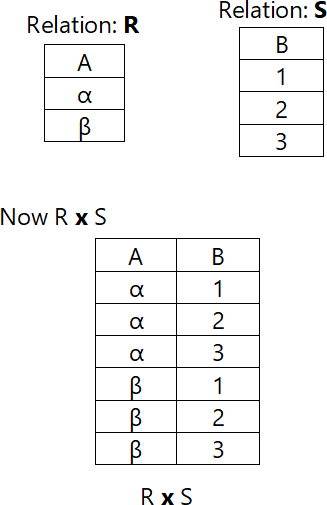 Relation: R
A
α
β
Relation: S
B
1
2
3
Now R x S
A B
α 1
α 2
α 3
β 1
β 2
β 3
R x S